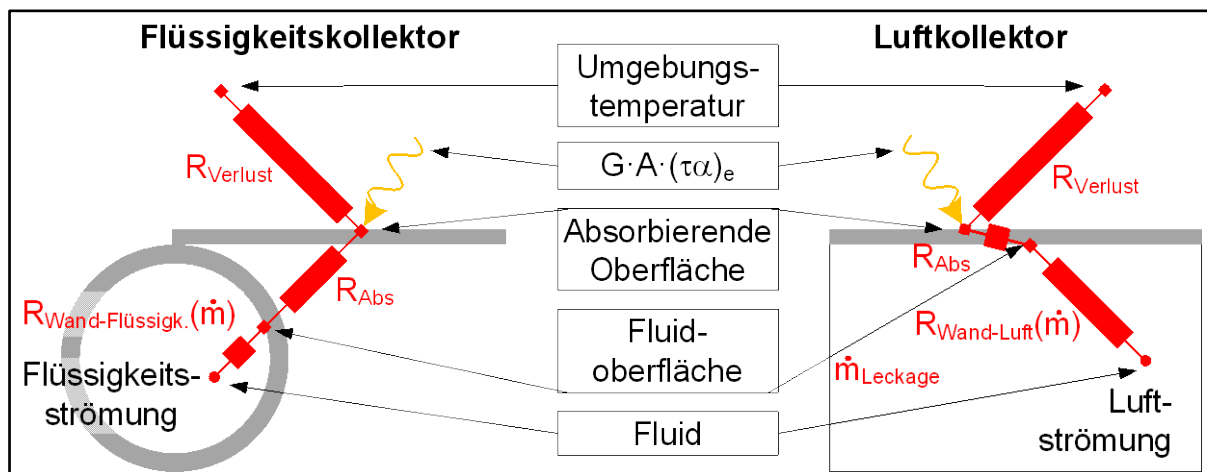 Flüssigkeitskollektor
Luftkollektor
Umgebungs-
temperatur
G·A·(τα)e
Absorbierende
Oberfläche
Fluid-
oberfläche
Fluid
RVerlust
RAbs
RWand-Flüssigk.(ṁ)
Flüssigkeits-
strömung
RVerlust
RAbs
RWand-Luft(ṁ)
ṁLeckage
Luft-
strömung